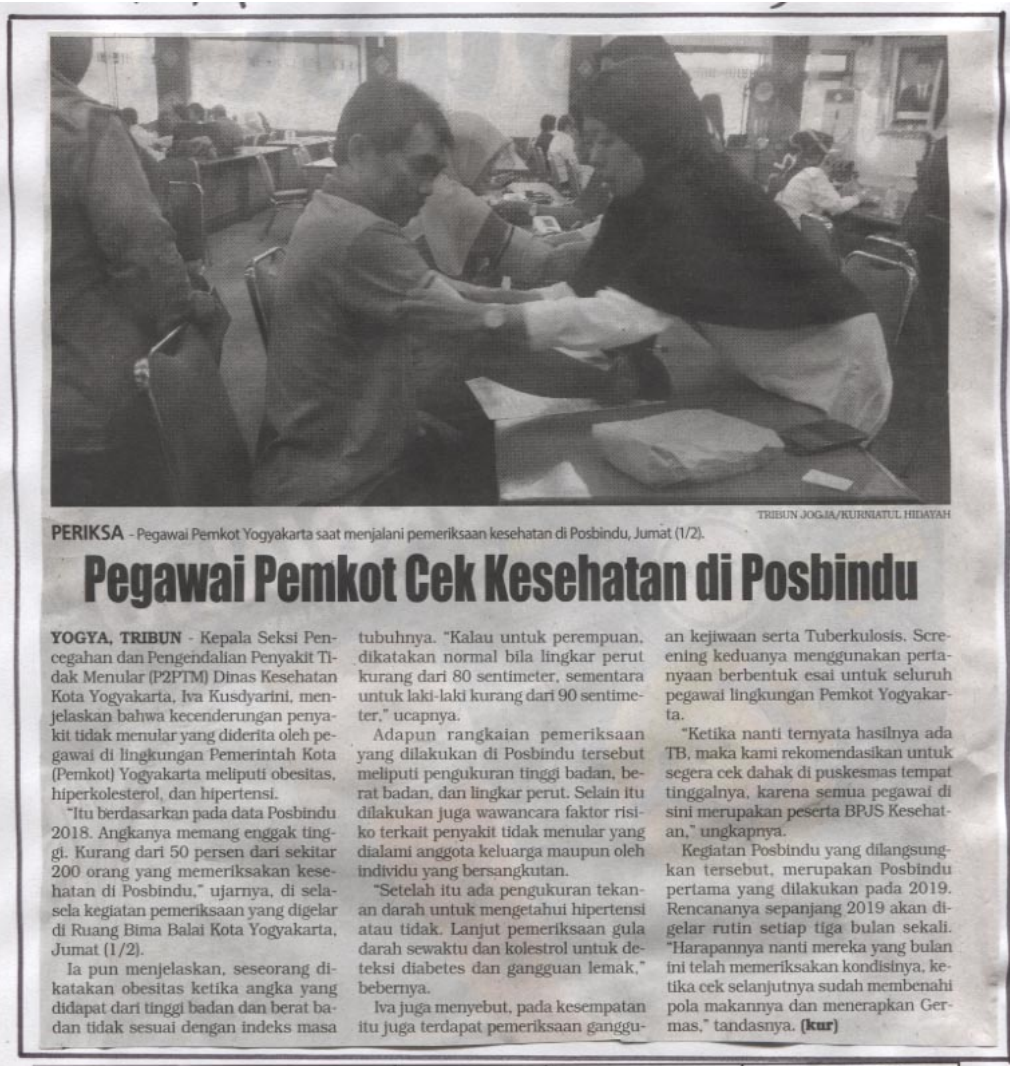 TRIBUN JOGJA/KURNIATUL HIDAYAH
PERIKSA - Pegawai Pemkot Yogyakarta saat menjalani pemeriksaan kesehatan di Posbindu, Jumat (1/2).
Pegawai Pemkot Cek Kesehatan di Posbindu
YOGYA, TRIBUN - Kepala Seksi Pen-
cegahan dan Pengendalian Penyakit Ti-
dak Menular (P2PTM) Dinas Kesehatan
Kota Yogyakarta, Iva Kusdyarini, men-
jelaskan bahwa kecenderungan penya-
kit tidak menular yang diderita oleh pe-
gawai di lingkungan Pemerintah Kota
(Pemkot) Yogyakarta meliputi obesitas,
hiperkolesterol, dan hipertensi.
"Itu berdasarkan pada data Posbindu
2018. Angkanya memang enggak ting-
gi. Kurang dari 50 persen dari sekitar
200 orang yang memeriksakan kese-
hatan di Posbindu," ujarnya, di sela-
sela kegiatan pemeriksaan yang digelar
di Ruang Bima Balai Kota Yogyakarta,
Jumat (1/2).
Ia pun menjelaskan, seseorang di-
katakan obesitas ketika angka yang
didapat dari tinggi badan dan berat ba-
dan tidak sesuai dengan indeks masa
tubuhnya. "Kalau untuk perempuan,
dikatakan normal bila lingkar perut
kurang dari 80 sentimeter, sementara
untuk laki-laki kurang dari 90 sentime-
ter," ucapnya.
Adapun rangkaian pemeriksaan
yang dilakukan di Posbindu tersebut
meliputi pengukuran tinggi badan, be-
rat badan, dan lingkar perut. Selain itu
dilakukan juga wawancara faktor risi-
ko terkait penyakit tidak menular yang
dialami anggota keluarga maupun oleh
individu yang bersangkutan.
"Setelah itu ada pengukuran tekan-
an darah untuk mengetahui hipertensi
atau tidak. Lanjut pemeriksaan gula
darah sewaktu dan kolestrol untuk de-
teksi diabetes dan gangguan lemak,"
bebernya.
Iva juga menyebut, pada kesempatan
itu juga terdapat pemeriksaan ganggu-
an kejiwaan serta Tuberkulosis. Scre-
ening keduanya menggunakan perta-
nyaan berbentuk esai untuk seluruh
pegawai lingkungan Pemkot Yogyakar-
ta.
"Ketika nanti ternyata hasilnya ada
TB, maka kami rekomendasikan untuk
segera cek dahak di puskesmas tempat
tinggalnya, karena semua pegawai di
sini merupakan peserta BPJS Kesehat-
an," ungkapnya.
Kegiatan Posbindu yang dilangsung-
kan tersebut, merupakan Posbindu
pertama yang dilakukan pada 2019.
Rencananya sepanjang 2019 akan di-
gelar rutin setiap tiga bulan sekali.
"Harapannya nanti mereka yang bulan
ini telah memeriksakan kondisinya, ke-
tika cek selanjutnya sudah membenahi
pola makannya dan menerapkan Ger-
mas," tandasnya. (kur)